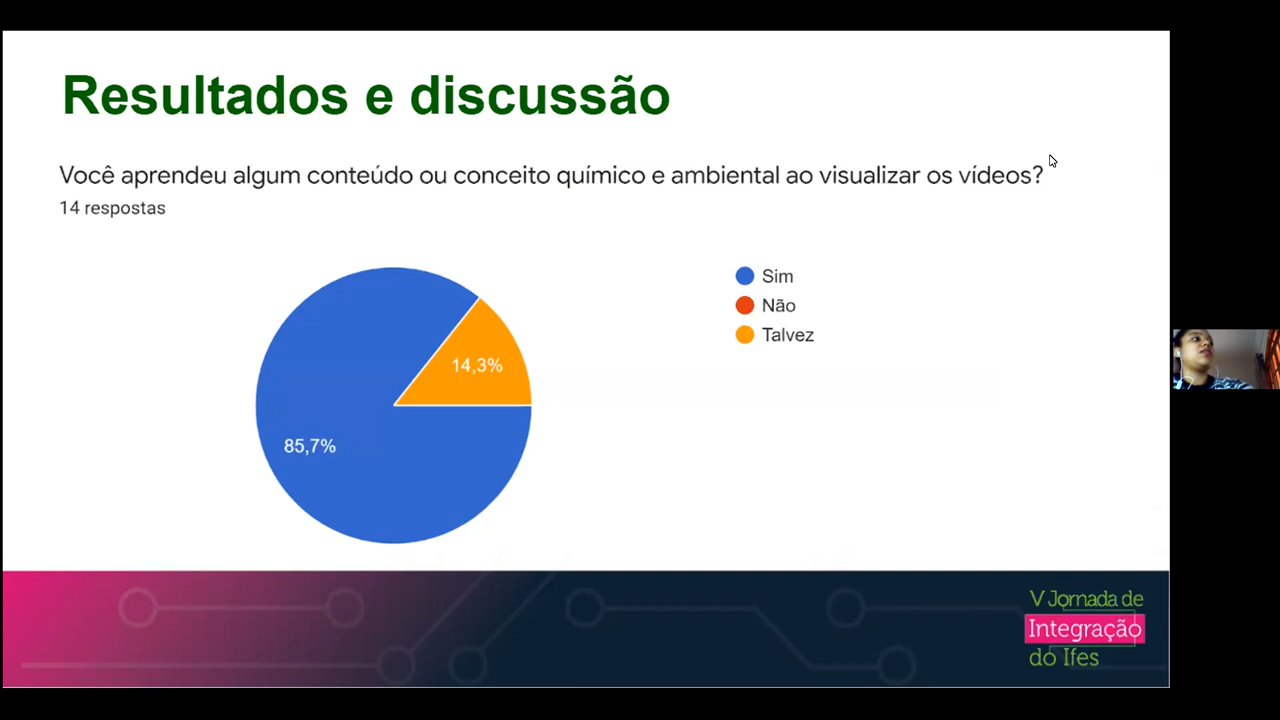 Resultados e discussão
Você aprendeu algum conteúdo ou conceito químico e ambiental ao visualizar os vídeos?
14 respostas
Sim
Não
Talvez
14,3%
85,7%
V Jornada de
Integração
do Ifes